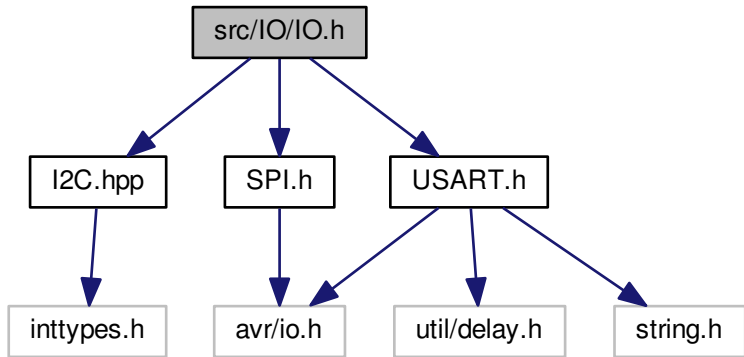 src/IO/IO.h
I2C.hpp
SPI.h
USART.h
inttypes.h
avr/io.h
util/delay.h
string.h